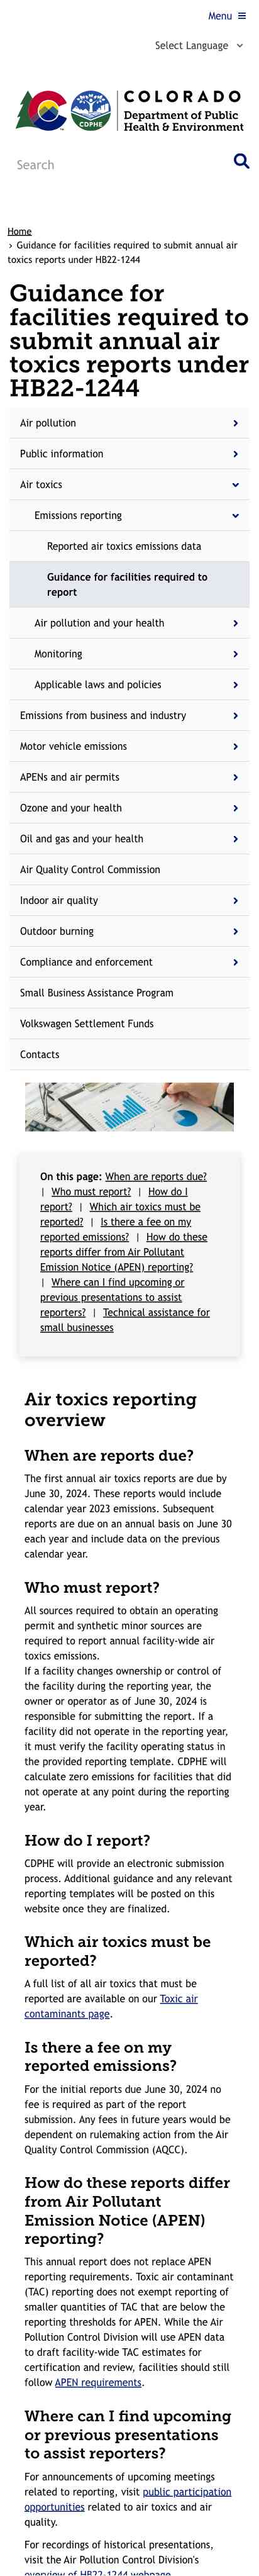 Menu
Select Language
COLORADO
Department of Public
Health & Environment
CDPHE
Search
Home
› Guidance for facilities required to submit annual air
toxics reports under HB22-1244
Guidance for
facilities required to
submit annual air
toxics reports under
HB22-1244
Air pollution
Public information
Air toxics
Emissions reporting
Reported air toxics emissions data
Guidance for facilities required to
report
Air pollution and your health
Monitoring
Applicable laws and policies
Emissions from business and industry
Motor vehicle emissions
APENs and air permits
Ozone and your health
Oil and gas and your health
Air Quality Control Commission
Indoor air quality
Outdoor burning
Compliance and enforcement
Small Business Assistance Program
Volkswagen Settlement Funds
Contacts
On this page: When are reports due?
| Who must report? | How do I
report? | Which air toxics must be
reported? | Is there a fee on my
reported emissions? | How do these
reports differ from Air Pollutant
Emission Notice (APEN) reporting?
| Where can I find upcoming or
previous presentations to assist
reporters? | Technical assistance for
small businesses
Air toxics reporting
overview
When are reports due?
The first annual air toxics reports are due by
June 30, 2024. These reports would include
calendar year 2023 emissions. Subsequent
reports are due on an annual basis on June 30
each year and include data on the previous
calendar year.
Who must report?
All sources required to obtain an operating
permit and synthetic minor sources are
required to report annual facility-wide air
toxics emissions.
If a facility changes ownership or control of
the facility during the reporting year, the
owner or operator as of June 30, 2024 is
responsible for submitting the report. If a
facility did not operate in the reporting year,
it must verify the facility operating status in
the provided reporting template. CDPHE will
calculate zero emissions for facilities that did
not operate at any point during the reporting
year.
How do I report?
CDPHE will provide an electronic submission
process. Additional guidance and any relevant
reporting templates will be posted on this
website once they are finalized.
Which air toxics must be
reported?
A full list of all air toxics that must be
reported are available on our Toxic air
contaminants page.
Is there a fee on my
reported emissions?
For the initial reports due June 30, 2024 no
fee is required as part of the report
submission. Any fees in future years would be
dependent on rulemaking action from the Air
Quality Control Commission (AQCC).
How do these reports differ
from Air Pollutant
Emission Notice (APEN)
reporting?
This annual report does not replace APEN
reporting requirements. Toxic air contaminant
(TAC) reporting does not exempt reporting of
smaller quantities of TAC that are below the
reporting thresholds for APEN. While the Air
Pollution Control Division will use APEN data
to draft facility-wide TAC estimates for
certification and review, facilities should still
follow APEN requirements.
Where can I find upcoming
or previous presentations
to assist reporters?
For announcements of upcoming meetings
related to reporting, visit public participation
opportunities related to air toxics and air
quality.
For recordings of historical presentations,
visit the Air Pollution Control Division's
overview of HB22-1244 webpage